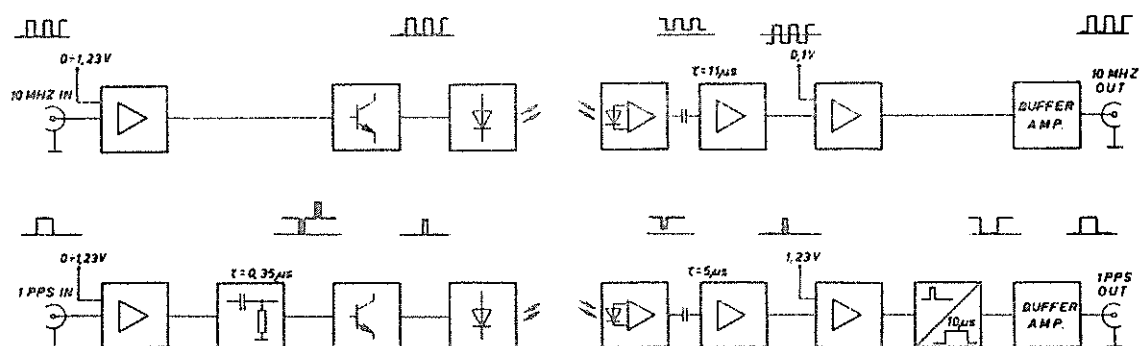 0÷1,23V
10 MHZ IN
τ=11µs
0,1V
10 MHZ
OUT
BUFFER
AMP.
0÷1,23V
1 PPS IN
τ=0,35µs
τ=5µs
1,23V
10µs
1PPS
OUT
BUFFER
AMP.